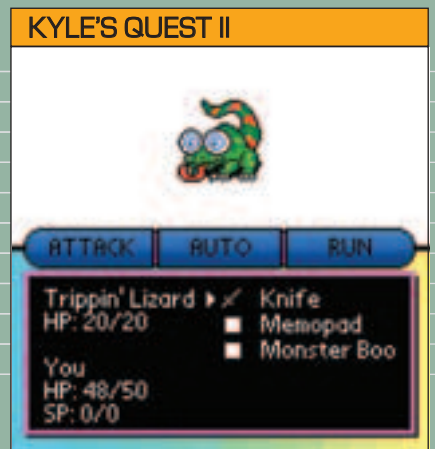 KYLE'S QUEST II
ATTACK AUTO RUN
Trippin' Lizard Knife
HP: 20/20 Memopad
Monster Boo
You
HP: 48/50
SP: 0/0